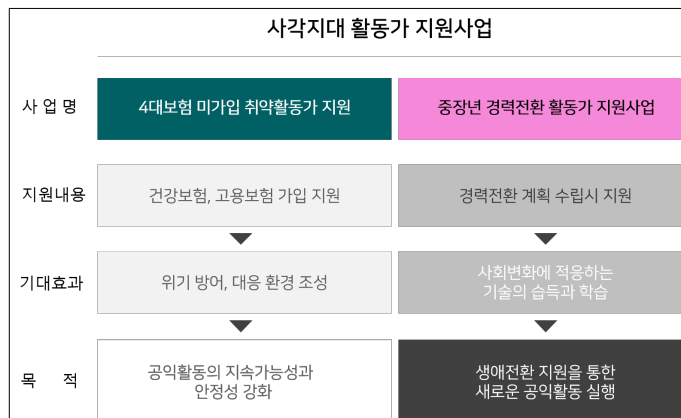 사각지대 활동가 지원사업
사 업 명
4대보험 미가입 취약활동가 지원
중장년 경력전환 활동가 지원사업
지원내용
건강보험, 고용보험 가입 지원
경력전환 계획 수립시 지원
기대효과
위기 방어, 대응 환경 조성
사회변화에 적응하는
기술의 습득과 학습
목 적
공익활동의 지속가능성과
안정성 강화
생애전환 지원을 통한
새로운 공익활동 실행